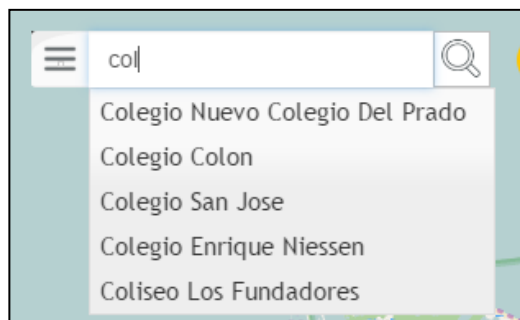 col
Colegio Nuevo Colegio Del Prado
Colegio Colon
Colegio San Jose
Colegio Enrique Niessen
Coliseo Los Fundadores